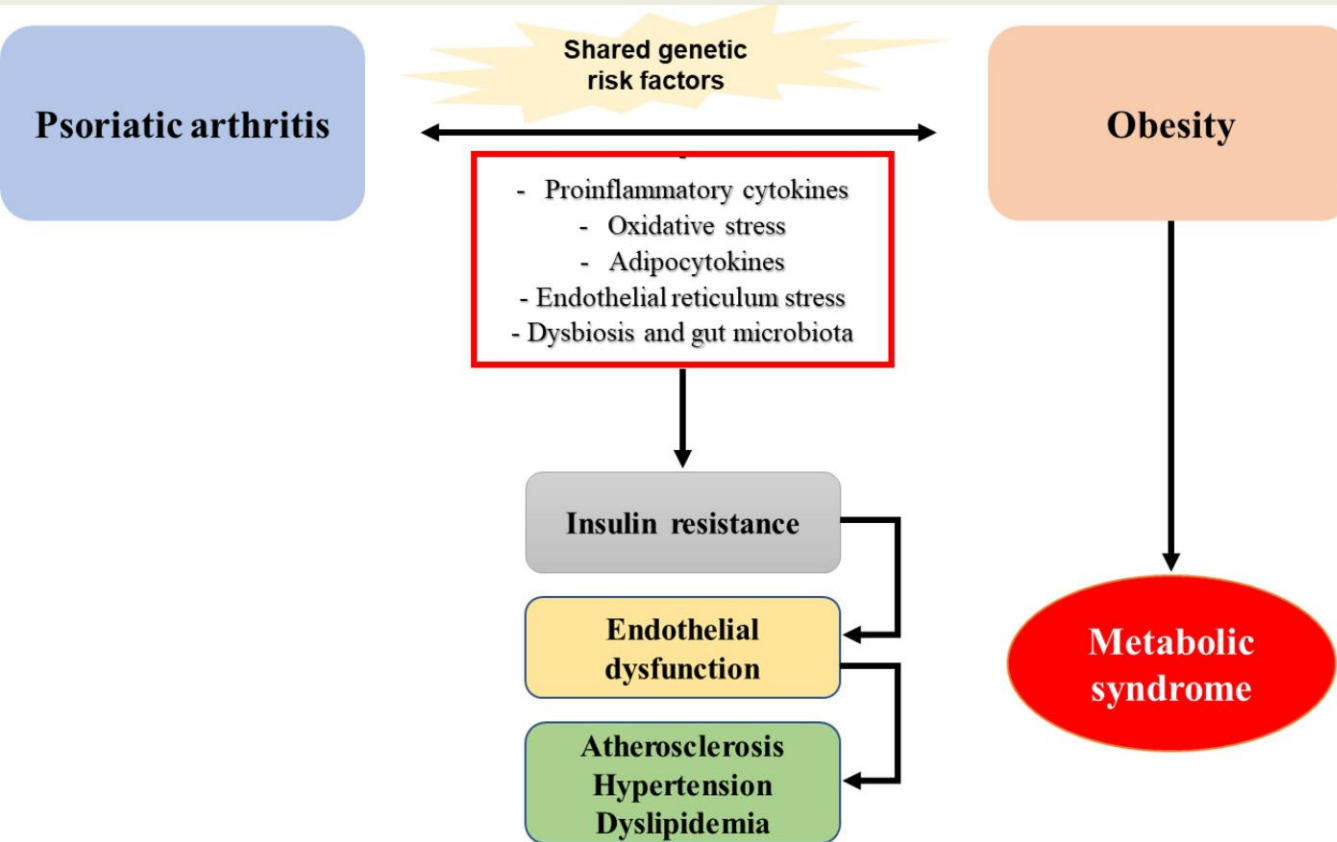 Shared genetic
risk factors
Psoriatic arthritis
Obesity
-
- Proinflammatory cytokines
- Oxidative stress
- Adipocytokines
- Endothelial reticulum stress
- Dysbiosis and gut microbiota
Insulin resistance
Endothelial
dysfunction
Metabolic
syndrome
Atherosclerosis
Hypertension
Dyslipidemia